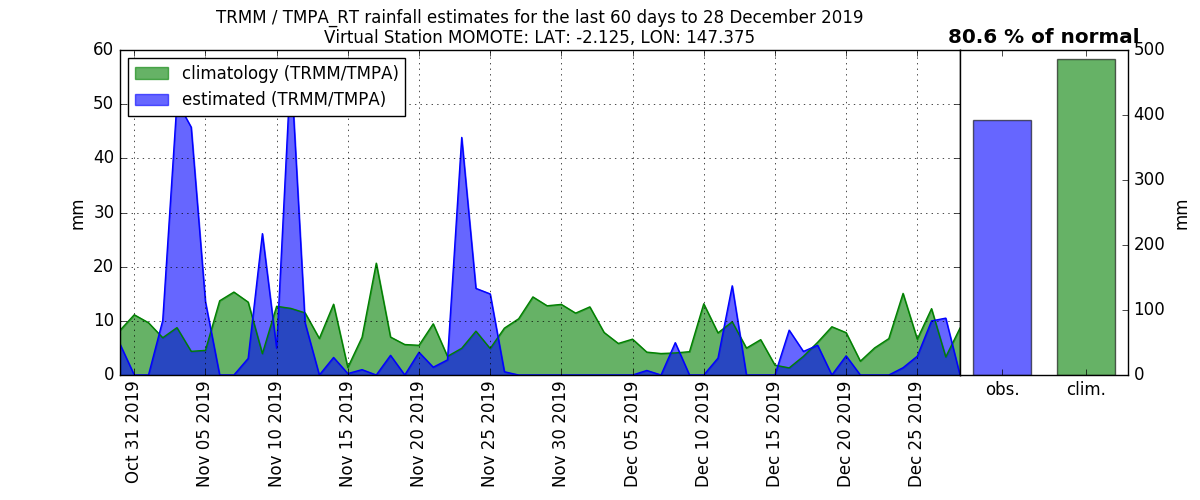 TRMM / TMPA_RT rainfall estimates for the last 60 days to 28 December 2019
Virtual Station MOMOTE: LAT: -2.125, LON: 147.375
80.6 % of normal
climatology (TRMM/TMPA)
estimated (TRMM/TMPA)
60
50
40
30
20
10
0
mm
Oct 31 2019
Nov 05 2019
Nov 10 2019
Nov 15 2019
Nov 20 2019
Nov 25 2019
Nov 30 2019
Dec 05 2019
Dec 10 2019
Dec 15 2019
Dec 20 2019
Dec 25 2019
500
400
300
200
100
0
mm
obs.
clim.